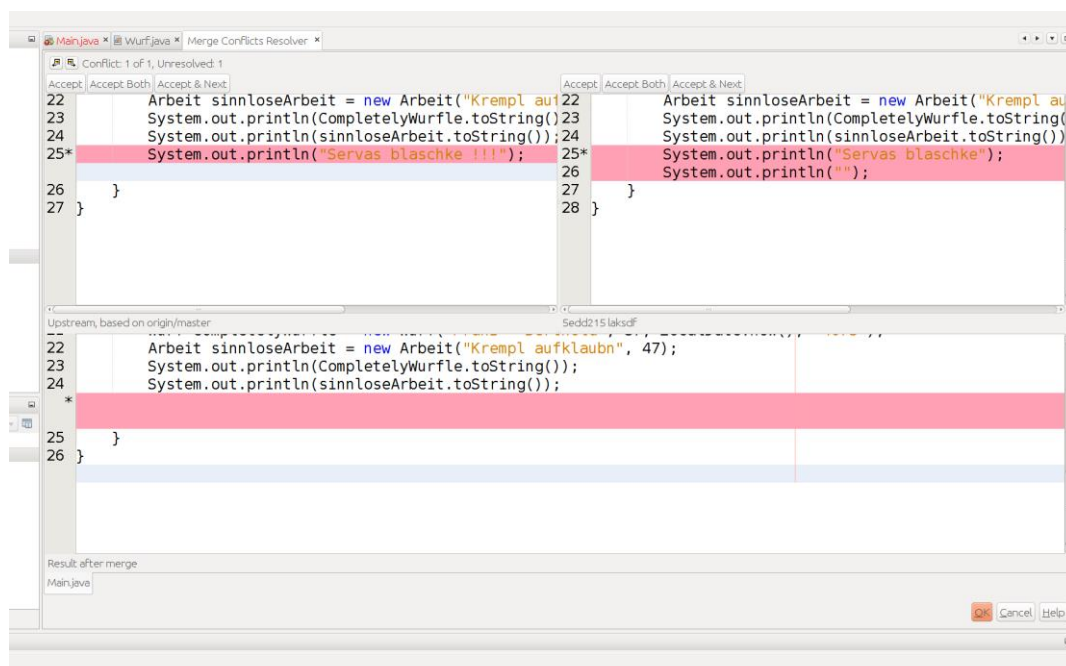 Main.java × Wurf.java × Merge Conflicts Resolver ×
Conflict: 1 of 1, Unresolved: 1
Accept Accept Both Accept & Next
22 Arbeit sinnloseArbeit = new Arbeit("Krempl auf
23 System.out.println(CompletelyWurfle.toString()
24 System.out.println(sinnloseArbeit.toString());
25* System.out.println("Servas blaschke !!!");
26 }
27 }
Upstream, based on origin/master
Accept Accept Both Accept & Next
22 Arbeit sinnloseArbeit = new Arbeit("Krempl au
23 System.out.println(CompletelyWurfle.toString(
24 System.out.println(sinnloseArbeit.toString())
25* System.out.println("Servas blaschke");
26 System.out.println("");
27 }
28 }
Sedd215 laksdf
22 Arbeit sinnloseArbeit = new Arbeit("Krempl aufklaubn", 47);
23 System.out.println(CompletelyWurfle.toString());
24 System.out.println(sinnloseArbeit.toString());
*
25 }
26 }
Result after merge
Main.java
OK Cancel Help